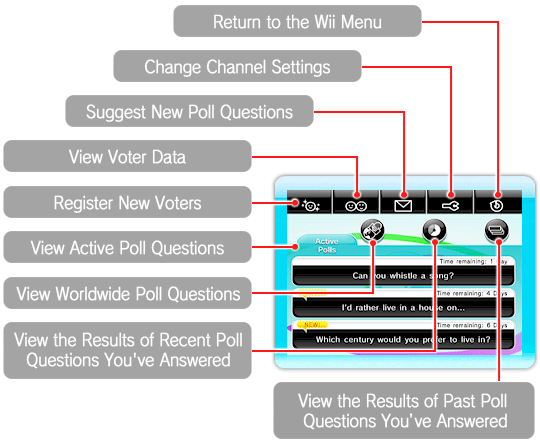 Return to the Wii Menu
Change Channel Settings
Suggest New Poll Questions
View Voter Data
Register New Voters
View Active Poll Questions
View Worldwide Poll Questions
View the Results of Recent Poll
Questions You've Answered
Active
Polls
Time remaining: 1 Day
Can you whistle a song?
Time remaining: 4 Days
I'd rather live in a house on...
NEW!
Time remaining: 6 Days
Which century would you prefer to live in?
View the Results of Past Poll
Questions You've Answered